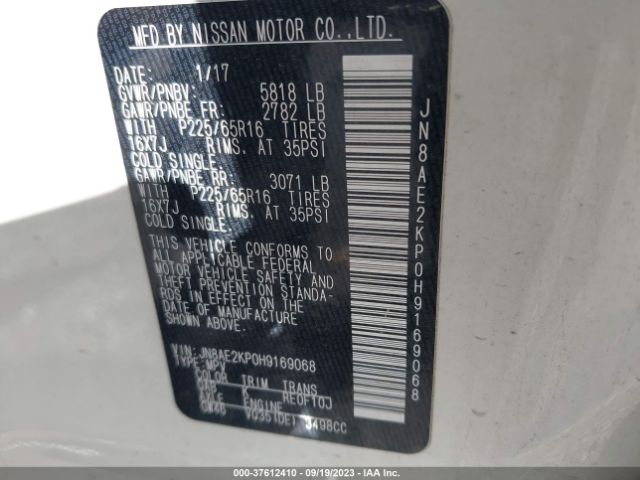 MFD BY NISSAN MOTOR CO.,LTD.
DATE: 1/17
GVWR/PNBV: 5818 LB
GAWR/PNBE FR: 2782 LB
WITH P225/65R16 TIRES
16X7J RIMS, AT 35PSI
COLD SINGLE.
GAWR/PNBE RR: 3071 LB
WITH P225/65R16 TIRES
16X7J RIMS, AT 35PSI
COLD SINGLE.
THIS VEHICLE CONFORMS TO
ALL APPLICABLE FEDERAL
MOTOR VEHICLE SAFETY AND
THEFT PREVENTION STANDA-
RDS IN EFFECT ON THE
DATE OF MANUFACTURE
SHOWN ABOVE.
VIN: JN8AE2KP0H9169068
TYPE: MPV
COLOR TRIM TRANS
K RE0F10J
AXLE ENGINE
VQ35(DE) 3498CC
JN8AE2KP0H9169068
000-37612410 - 09/19/2023 - IAA Inc.